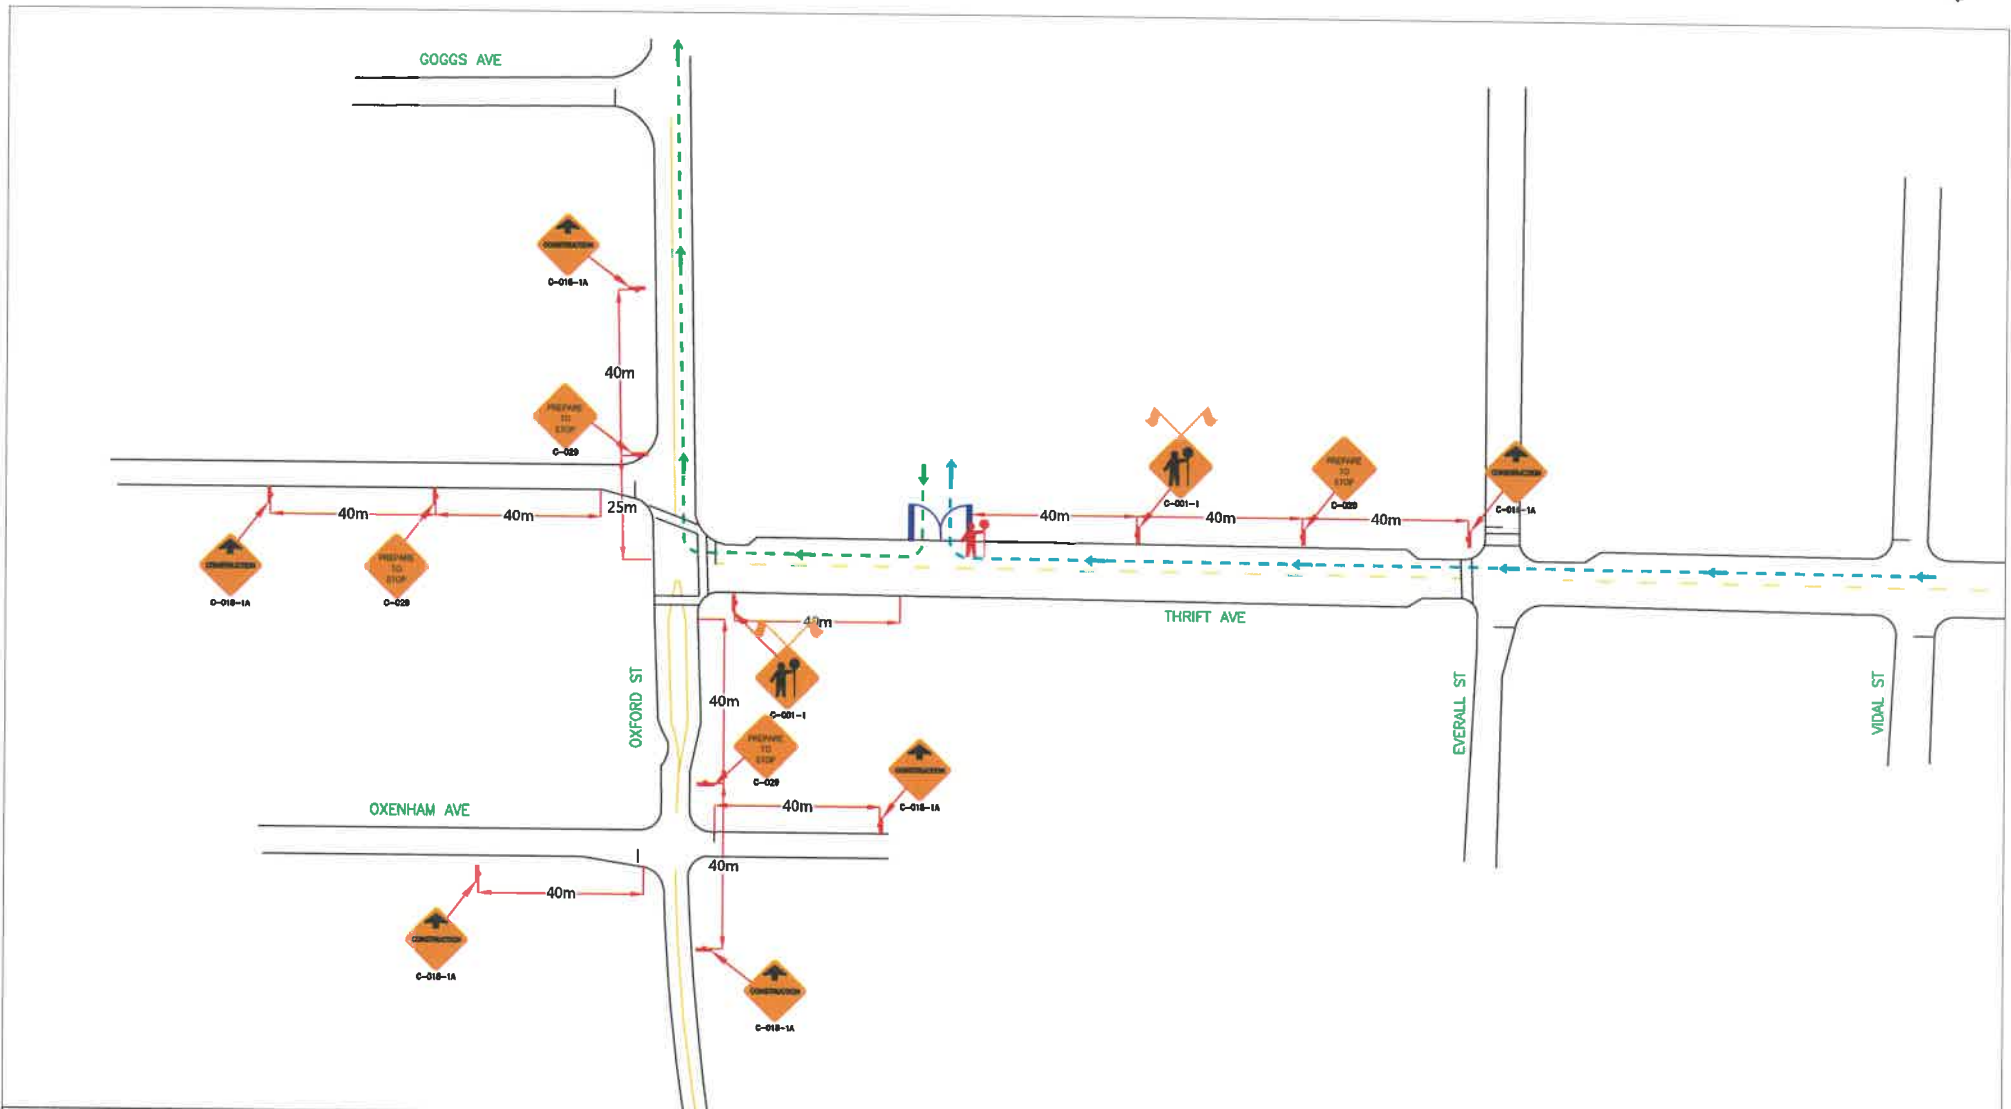 GOGGS AVE
CONSTRUCTION
C-018-1A
40m
PREPARE
TO
STOP
C-029
25m
40m
40m
CONSTRUCTION
C-018-1A
PREPARE
TO
STOP
C-029
40m
40m
40m
C-001-1
PREPARE
TO
STOP
C-029
CONSTRUCTION
C-018-1A
THRIFT AVE
40m
C-001-1
OXFORD ST
EVERALL ST
VIDAL ST
40m
PREPARE
TO
STOP
C-029
CONSTRUCTION
C-018-1A
40m
OXENHAM AVE
40m
40m
CONSTRUCTION
C-018-1A
CONSTRUCTION
C-018-1A